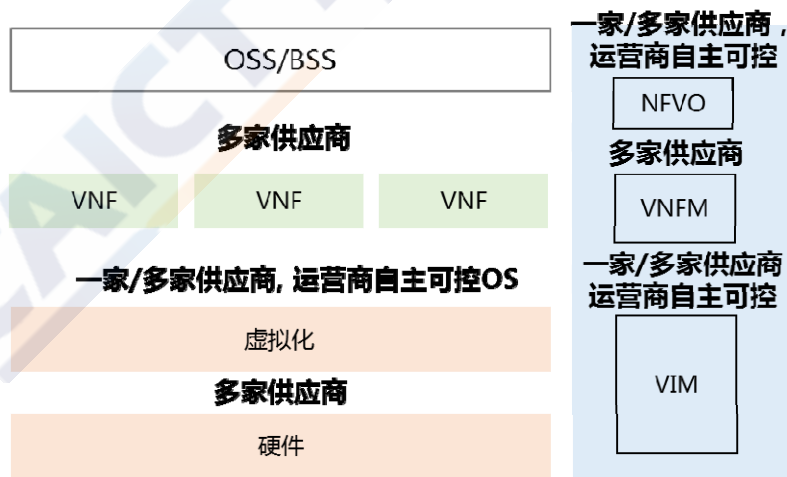 OSS/BSS
多家供应商
VNF
VNF
VNF
一家/多家供应商, 运营商自主可控OS
虚拟化
多家供应商
硬件
一家/多家供应商，
运营商自主可控
NFVO
多家供应商
VNFM
一家/多家供应商
运营商自主可控
VIM
CAICT